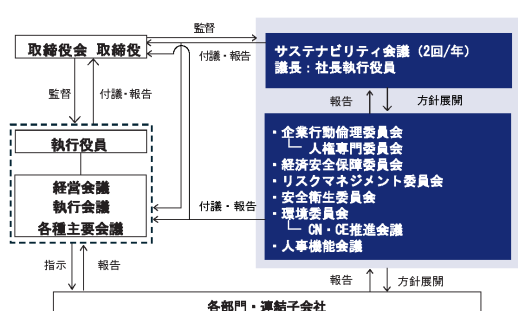 監督
取締役会 取締役
付議・報告
サステナビリティ会議（2回/年）
議長：社長執行役員
監督
付議・報告
報告
方針展開
執行役員
・企業行動倫理委員会
└ 人権専門委員会
・経済安全保障委員会
・リスクマネジメント委員会
・安全衛生委員会
・環境委員会
└ CN・CE推進会議
・人事機能会議
経営会議
執行会議
各種主要会議
付議・報告
指示
報告
報告
方針展開
各部門・連結子会社